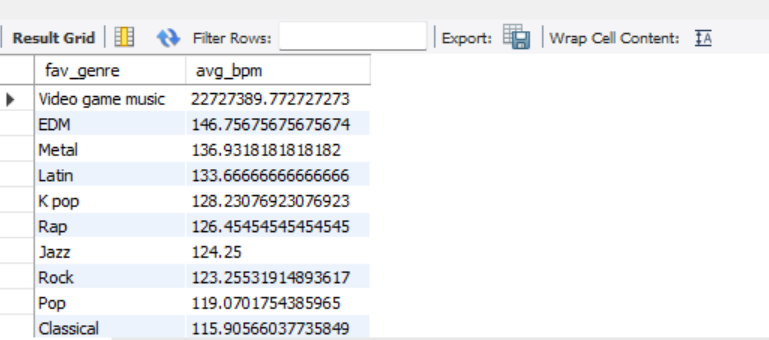 Result Grid Filter Rows: Export: Wrap Cell Content: IA
fav_genre avg_bpm
Video game music 22727389.772727273
EDM 146.75675675675674
Metal 136.9318181818182
Latin 133.66666666666666
K pop 128.23076923076923
Rap 126.45454545454545
Jazz 124.25
Rock 123.25531914893617
Pop 119.0701754385965
Classical 115.90566037735849